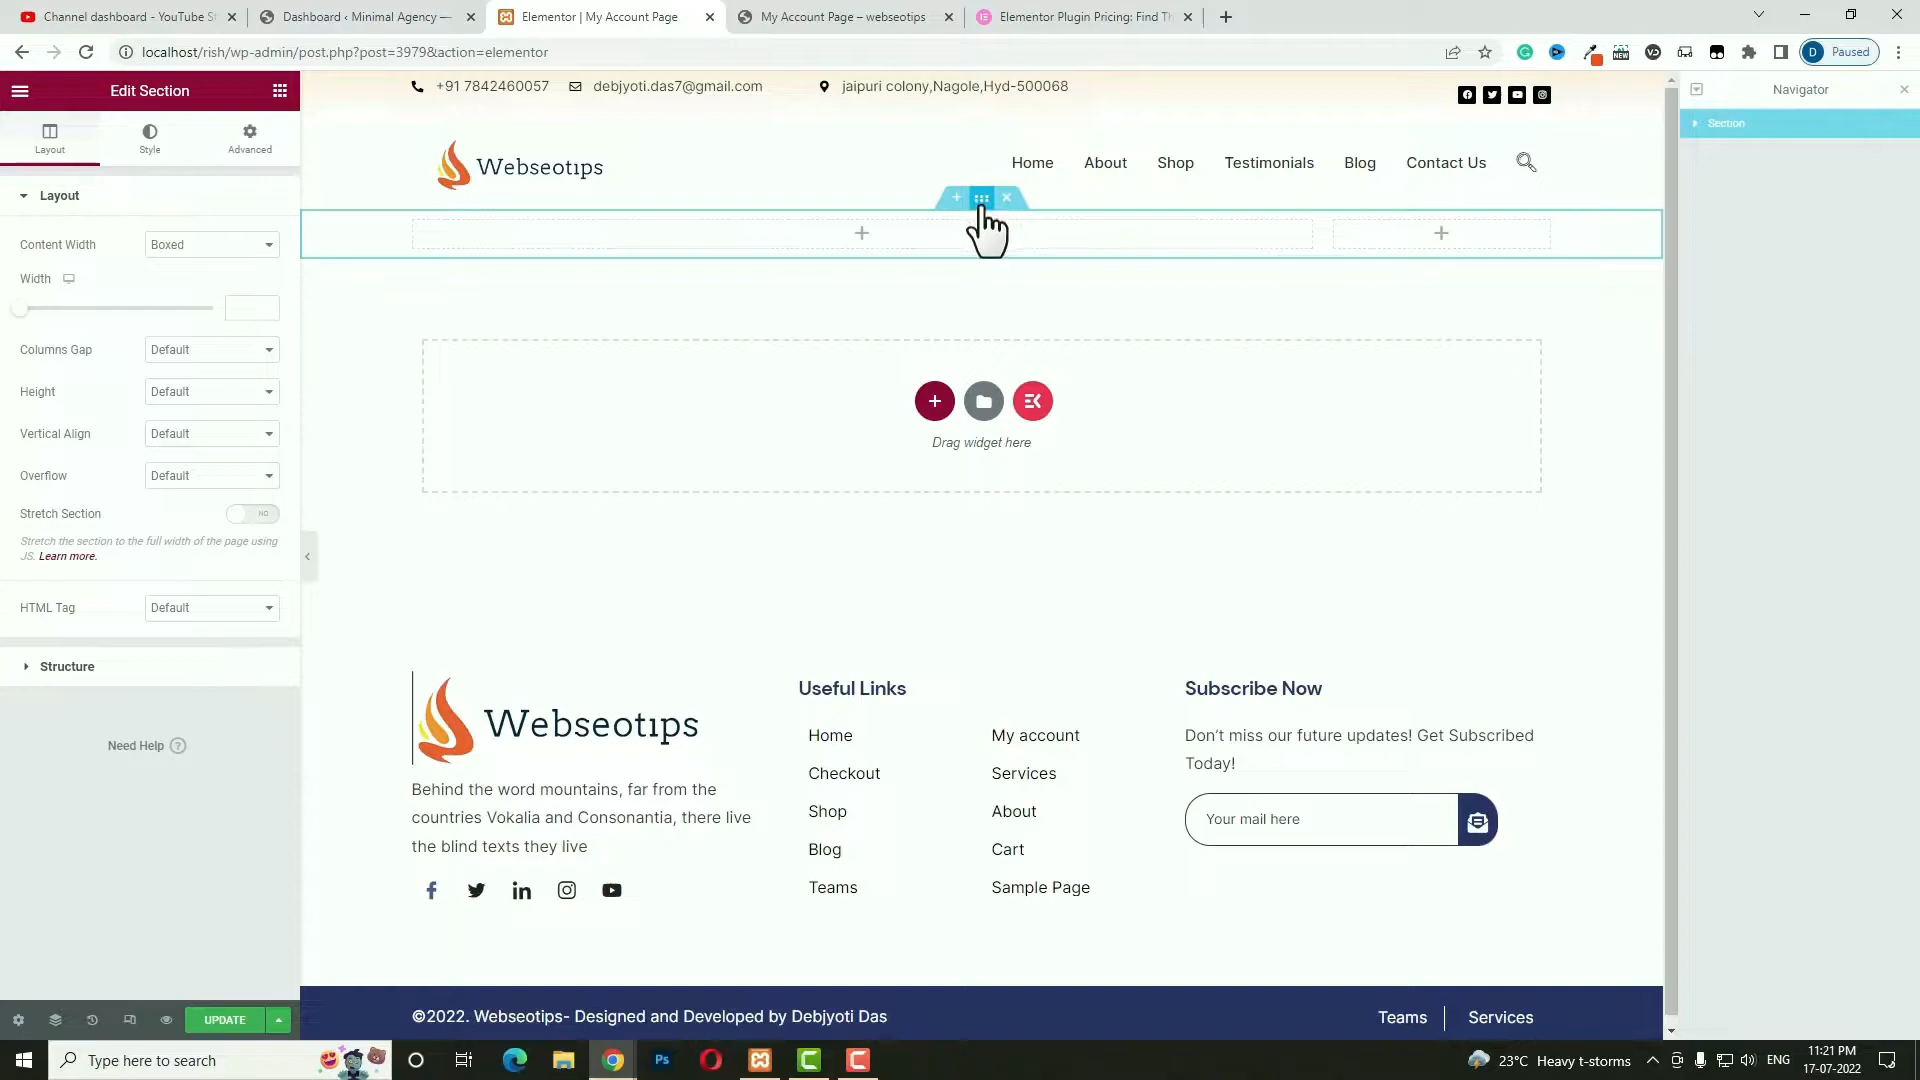 Channel dashboard - YouTube St
Dashboard ‹ Minimal Agency —
Elementor | My Account Page
My Account Page – webseotips
Elementor Plugin Pricing: Find Th
localhost/rish/wp-admin/post.php?post=3979&action=elementor
D Paused
Edit Section
+91 7842460057
debjyoti.das7@gmail.com
jaipuri colony,Nagole,Hyd-500068
Navigator
Section
Layout
Style
Advanced
Webseotips
Home
About
Shop
Testimonials
Blog
Contact Us
Layout
Content Width
Boxed
Width
Columns Gap
Default
Height
Default
Vertical Align
Default
Overflow
Default
Stretch Section
NO
Stretch the section to the full width of the page using
JS. Learn more.
HTML Tag
Default
Structure
Need Help
Drag widget here
Webseotips
Behind the word mountains, far from the
countries Vokalia and Consonantia, there live
the blind texts they live
Useful Links
Home
Checkout
Shop
Blog
Teams
My account
Services
About
Cart
Sample Page
Subscribe Now
Don’t miss our future updates! Get Subscribed
Today!
Your mail here
©2022. Webseotips- Designed and Developed by Debjyoti Das
Teams
Services
UPDATE
Type here to search
Ps
23°C Heavy t-storms
ENG
11:21 PM
17-07-2022